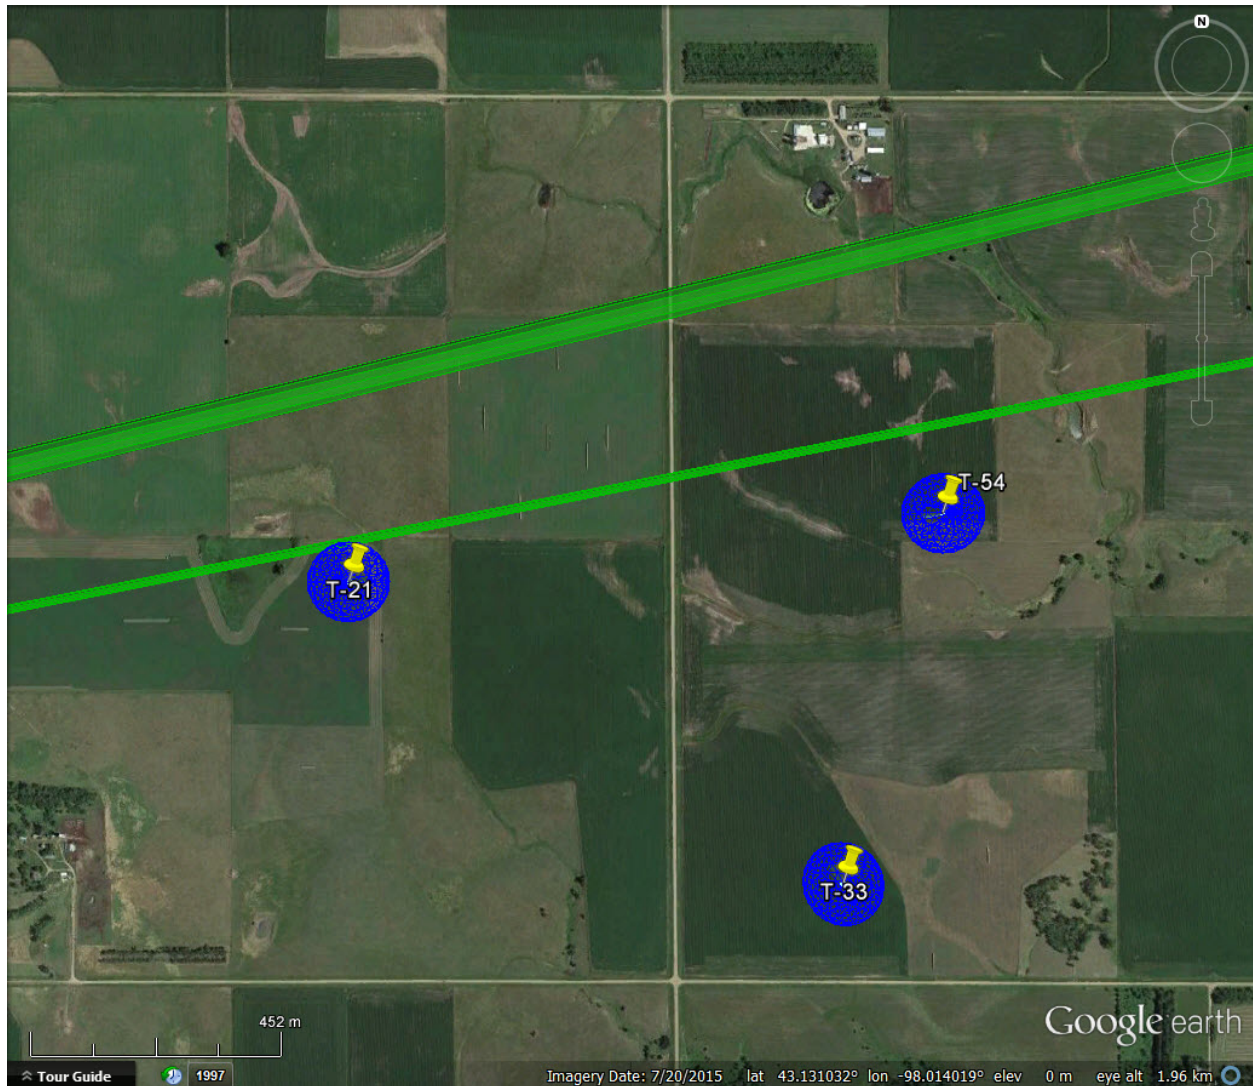 N
T-54
T-21
T-33
452 m
Google earth
Tour Guide
1997
Imagery Date: 7/20/2015 lat 43.131032° lon -98.014019° elev 0 m eye alt 1.96 km